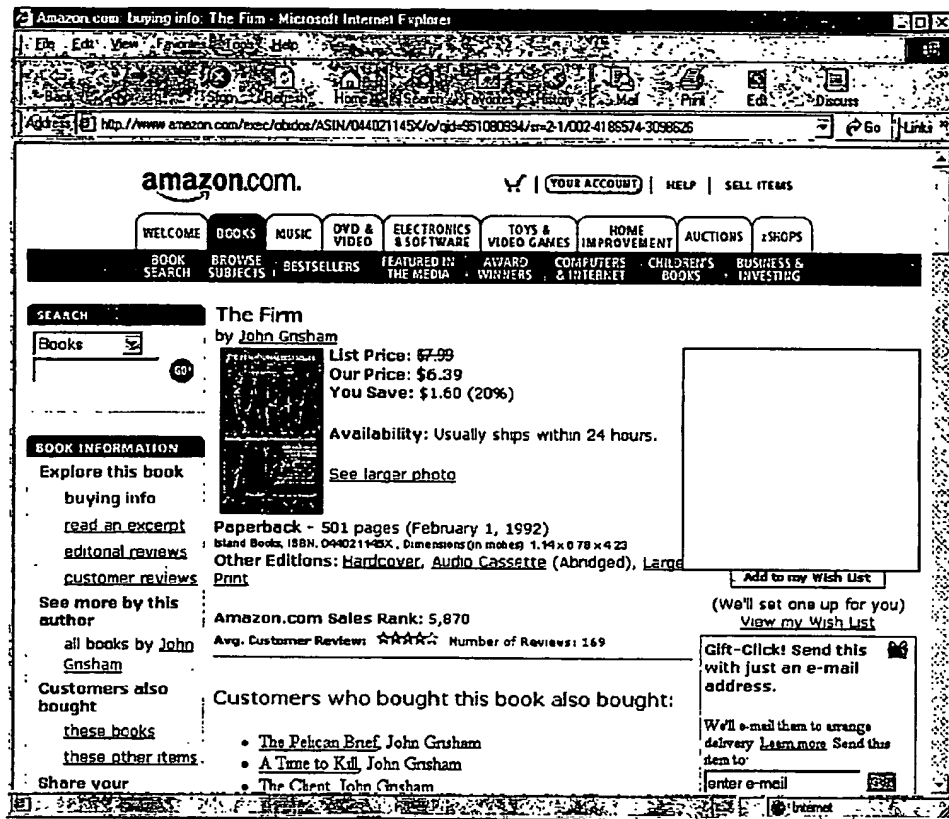 Amazon.com: buying info: The Firm - Microsoft Internet Explorer
File Edit View Favorites Tools Help
Stop Refresh Home Search Favorites History Mail Print Edit Discuss
Address http://www.amazon.com/exec/obidos/ASIN/044021145X/o/qid=951080894/sr=2-1/002-4186574-3098626 Go Links
amazon.com.
YOUR ACCOUNT | HELP | SELL ITEMS
WELCOME BOOKS MUSIC DVD & VIDEO ELECTRONICS & SOFTWARE TOYS & VIDEO GAMES HOME IMPROVEMENT AUCTIONS zSHOPS
BOOK SEARCH BROWSE SUBJECTS BESTSELLERS FEATURED IN THE MEDIA AWARD WINNERS COMPUTERS & INTERNET CHILDREN'S BOOKS BUSINESS & INVESTING
SEARCH
Books
GO!
BOOK INFORMATION
Explore this book
buying info
read an excerpt
editorial reviews
customer reviews
See more by this
author
all books by John
Grisham
Customers also
bought
these books
these other items
Share your
The Firm
by John Grisham
List Price: $7.99
Our Price: $6.39
You Save: $1.60 (20%)
Availability: Usually ships within 24 hours.
See larger photo
Paperback - 501 pages (February 1, 1992)
Island Books, ISBN. 044021145X, Dimensions (in inches) 1.14 x 6 78 x 4 23
Other Editions: Hardcover, Audio Cassette (Abridged), Large
Print
Amazon.com Sales Rank: 5,870
Avg. Customer Review: Number of Reviews: 169
Customers who bought this book also bought:
• The Pelican Brief, John Grisham
• A Time to Kill, John Grisham
• The Client, John Grisham
Add to my Wish List
(We'll set one up for you)
View my Wish List
Gift-Click! Send this
with just an e-mail
address.
We'll e-mail them to arrange
delivery Learn more Send this
item to:
enter e-mail
Internet